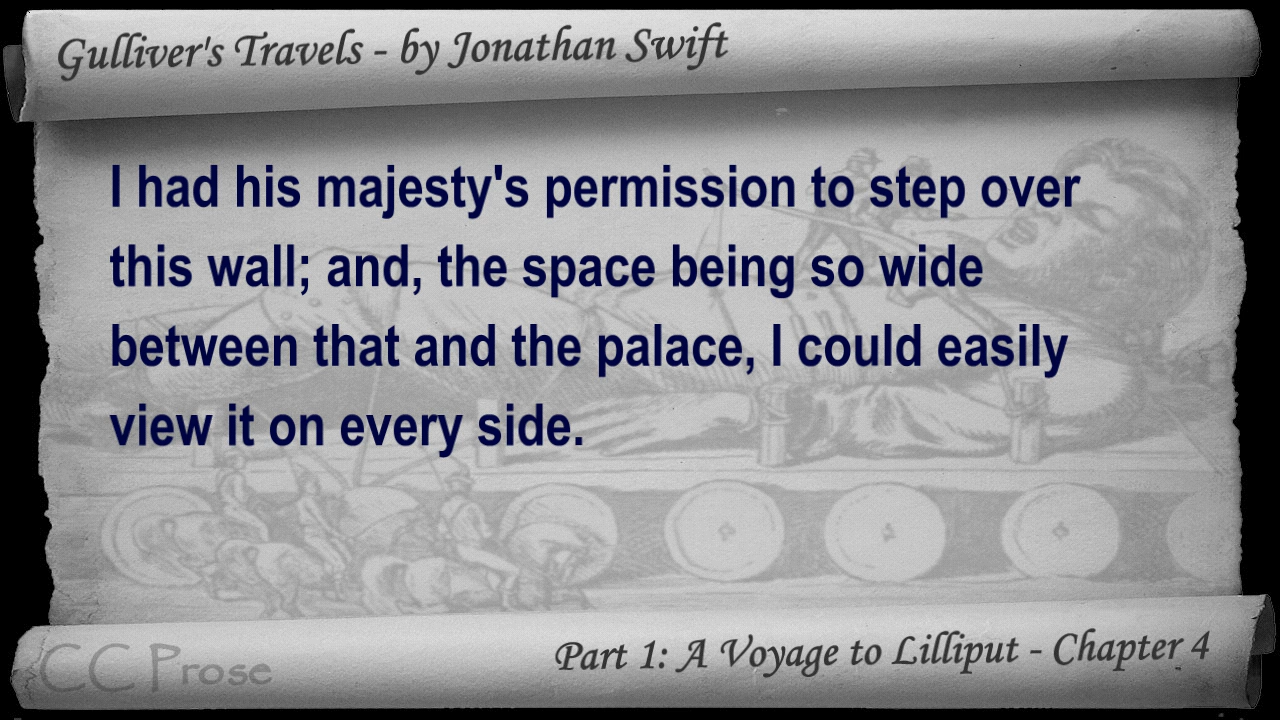 Gulliver's Travels - by Jonathan Swift
I had his majesty's permission to step over
this wall; and, the space being so wide
between that and the palace, I could easily
view it on every side.
CC Prose
Part 1: A Voyage to Lilliput - Chapter 4